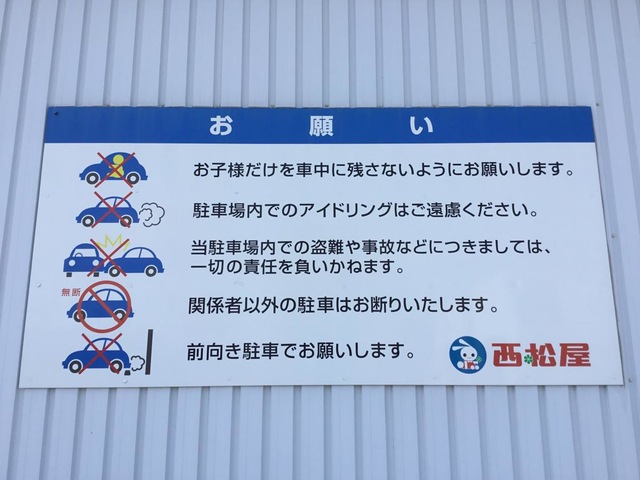 お願い
お子様だけを車中に残さないようにお願いします。
駐車場内でのアイドリングはご遠慮ください。
当駐車場内での盗難や事故などにつきましては、
一切の責任を負いかねます。
無断
関係者以外の駐車はお断りいたします。
前向き駐車でお願いします。
西松屋